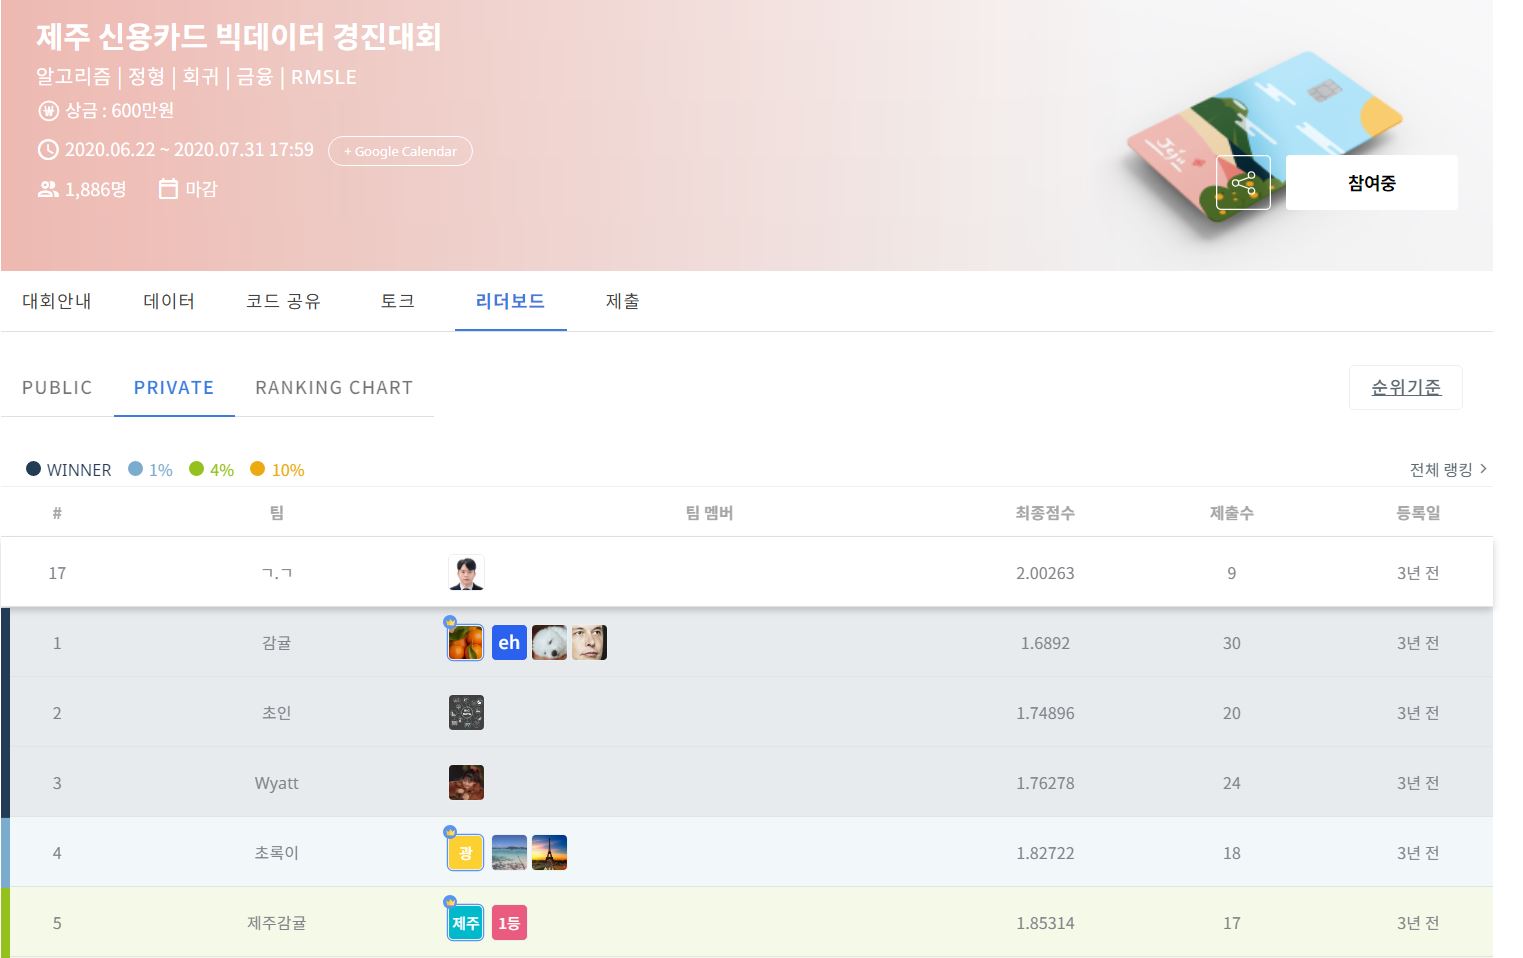 제주 신용카드 빅데이터 경진대회
알고리즘 | 정형 | 회귀 | 금융 | RMSLE
상금 : 600만원
2020.06.22 ~ 2020.07.31 17:59 + Google Calendar
1,886명 마감
Jeju
참여중
대회안내 데이터 코드 공유 토크 리더보드 제출
PUBLIC PRIVATE RANKING CHART 순위기준
WINNER 1% 4% 10% 전체 랭킹 >
# 팀 팀 멤버 최종점수 제출수 등록일
17 ㄱ.ㄱ 2.00263 9 3년 전
1 감귤 eh 1.6892 30 3년 전
2 초인 1.74896 20 3년 전
3 Wyatt 1.76278 24 3년 전
4 초록이 광 1.82722 18 3년 전
5 제주감귤 제주 1등 1.85314 17 3년 전